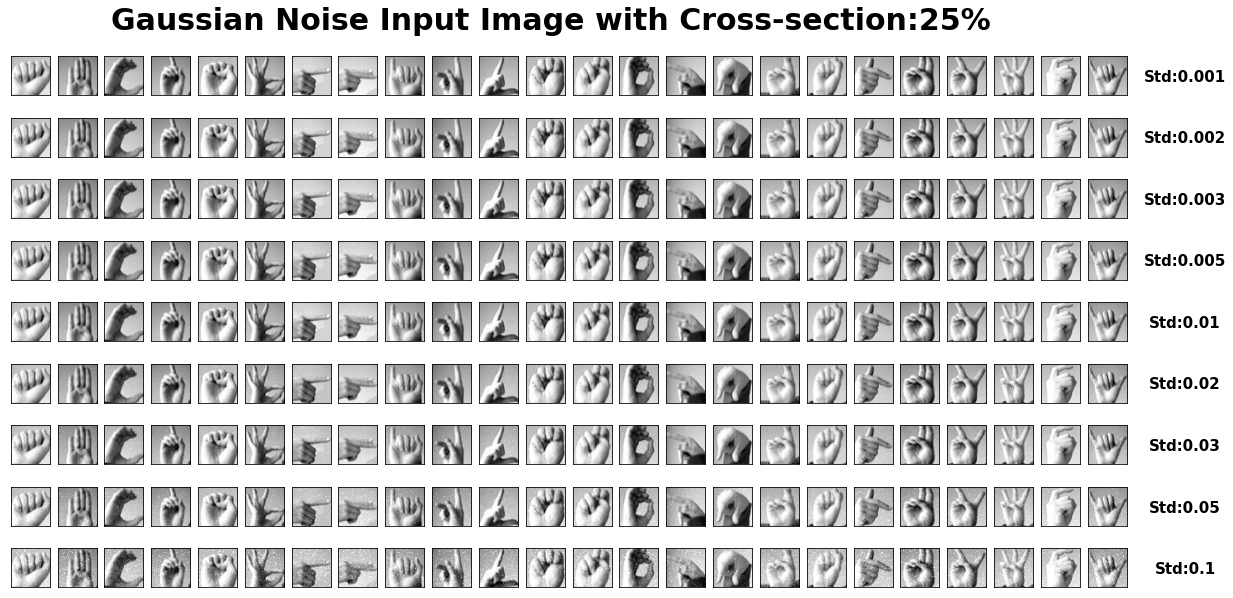 Gaussian Noise Input Image with Cross-section:25%
Std:0.001
Std:0.002
Std:0.003
Std:0.005
Std:0.01
Std:0.02
Std:0.03
Std:0.05
Std:0.1